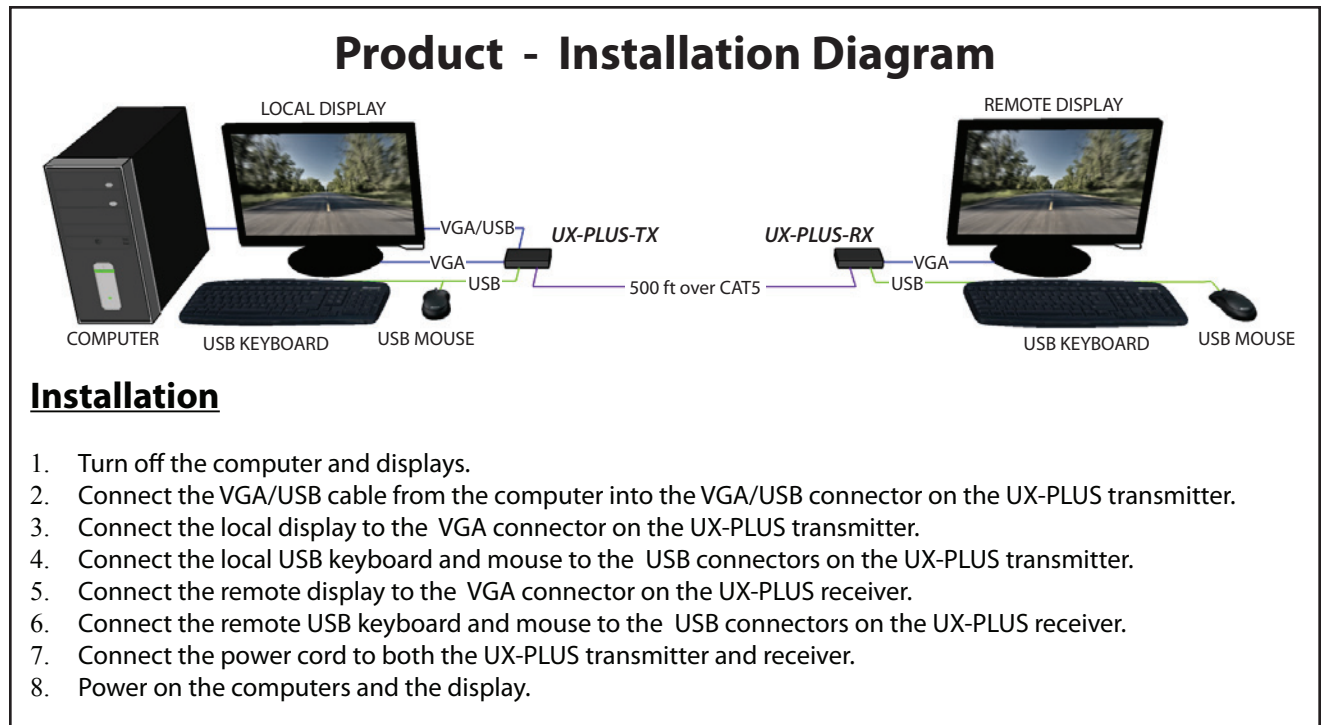 Product - Installation Diagram
LOCAL DISPLAY
REMOTE DISPLAY
VGA/USB
UX-PLUS-TX
UX-PLUS-RX
VGA
VGA
USB
500 ft over CAT5
USB
COMPUTER
USB KEYBOARD
USB MOUSE
USB KEYBOARD
USB MOUSE
Installation
1. Turn off the computer and displays.
2. Connect the VGA/USB cable from the computer into the VGA/USB connector on the UX-PLUS transmitter.
3. Connect the local display to the VGA connector on the UX-PLUS transmitter.
4. Connect the local USB keyboard and mouse to the USB connectors on the UX-PLUS transmitter.
5. Connect the remote display to the VGA connector on the UX-PLUS receiver.
6. Connect the remote USB keyboard and mouse to the USB connectors on the UX-PLUS receiver.
7. Connect the power cord to both the UX-PLUS transmitter and receiver.
8. Power on the computers and the display.